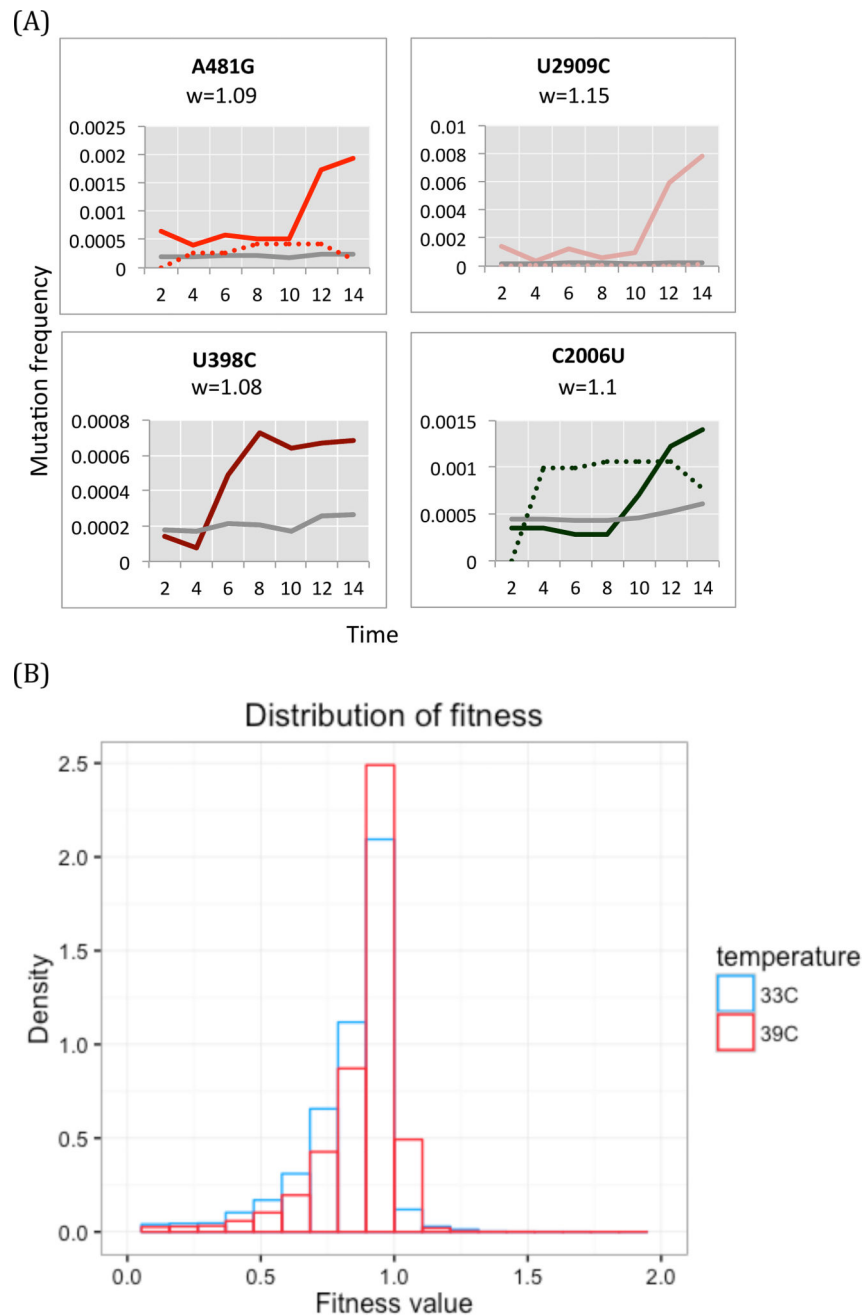 (A)
A481G
w=1.09
0.0025
0.002
0.0015
0.001
0.0005
0
2 4 6 8 10 12 14
U2909C
w=1.15
0.01
0.008
0.006
0.004
0.002
0
2 4 6 8 10 12 14
Mutation frequency
U398C
w=1.08
0.0008
0.0006
0.0004
0.0002
0
2 4 6 8 10 12 14
C2006U
w=1.1
0.0015
0.001
0.0005
0
2 4 6 8 10 12 14
Time
(B)
Distribution of fitness
2.5
2.0
1.5
1.0
0.5
0.0
Density
0.0 0.5 1.0 1.5 2.0
Fitness value
temperature
33C
39C